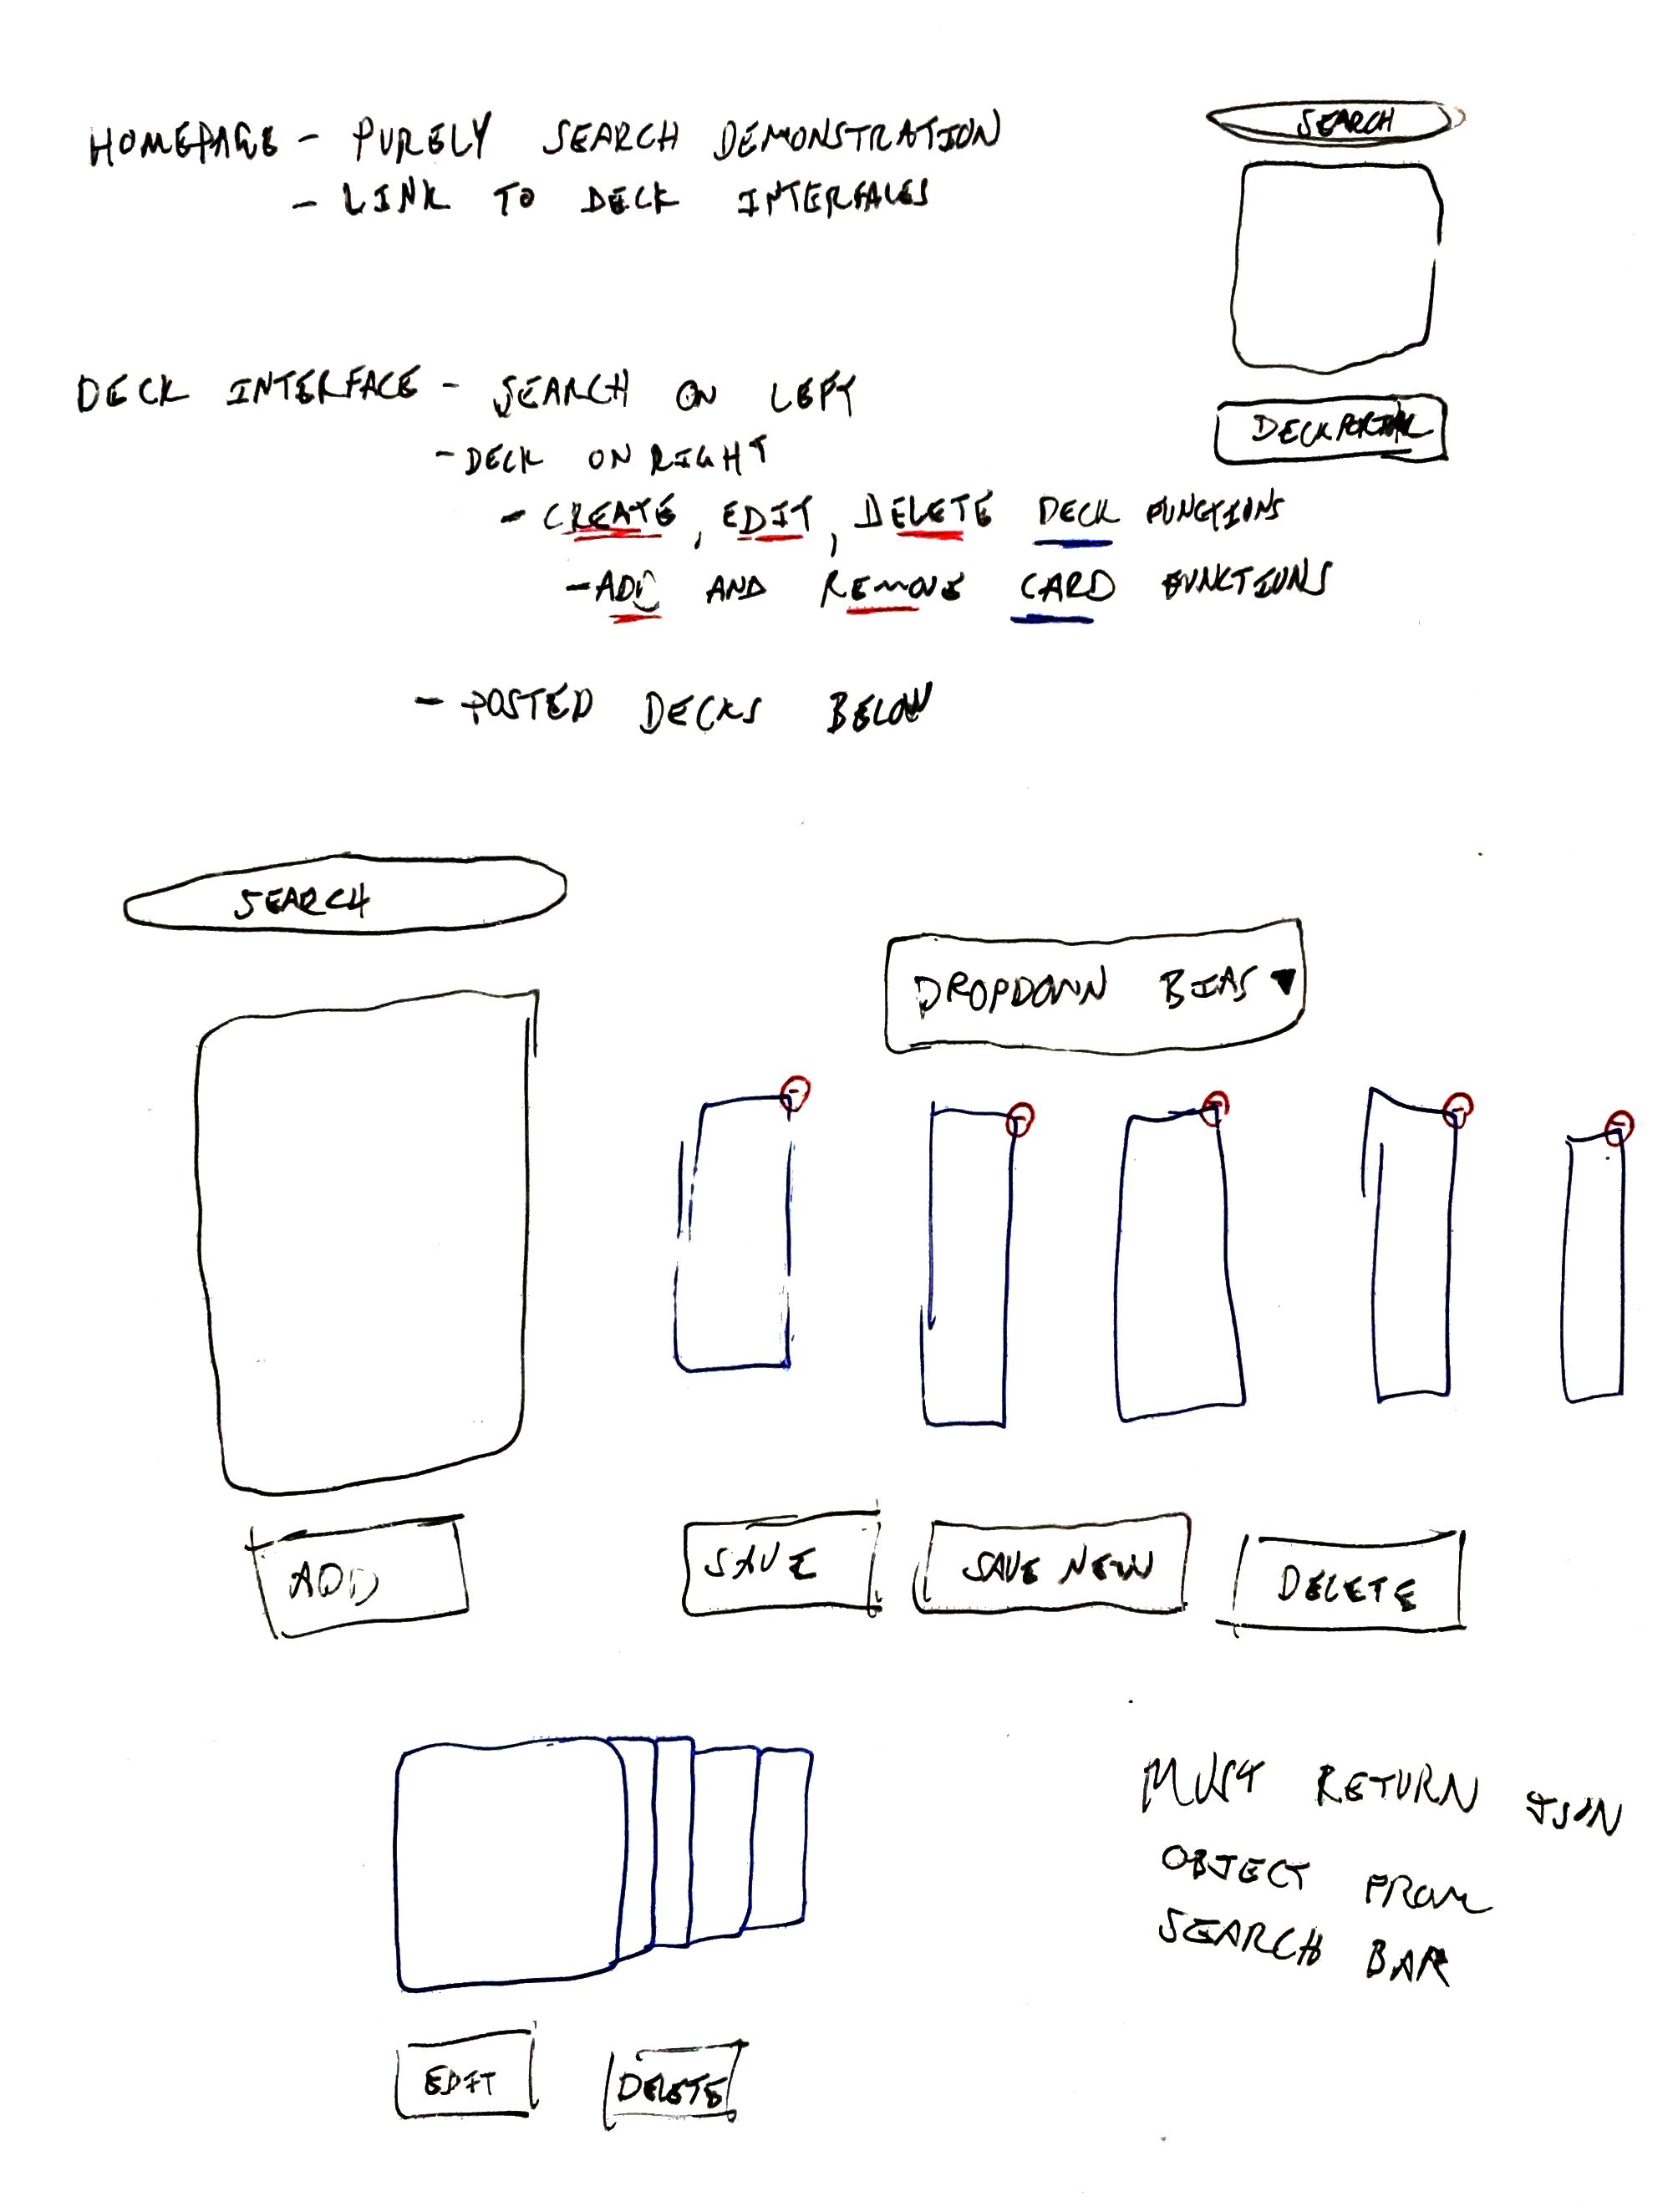 HOMEPAGE - PURELY SEARCH DEMONSTRATION
- LINK TO DECK INTERFACES
SEARCH
DECK PORTAL
DECK INTERFACE - SEARCH ON LEFT
- DECK ON RIGHT
- CREATE, EDIT, DELETE DECK FUNCTIONS
- ADD AND REMOVE CARD FUNCTIONS
- POSTED DECKS BELOW
SEARCH
DROPDOWN BIAS ▼
ADD
SAVE
SAVE NEW
DELETE
MUST RETURN JSON
OBJECT FROM
SEARCH BAR
EDIT
DELETE